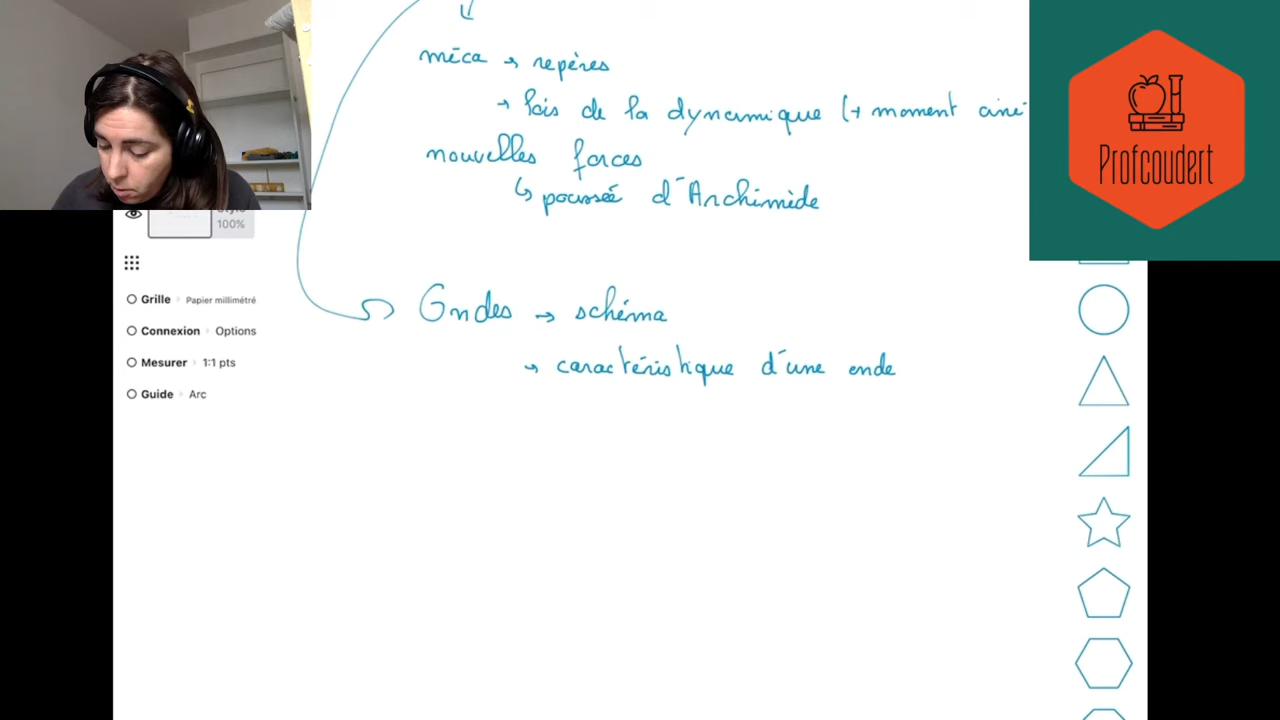 méca → repères
→ lois de la dynamique (+ moment ciné
nouvelles forces
↳ poussée d'Archimède
Profcoudert
100%
Grille > Papier millimétré
Connexion > Options
Mesurer > 1:1 pts
Guide > Arc
Ondes → schéma
→ caractéristique d'une onde